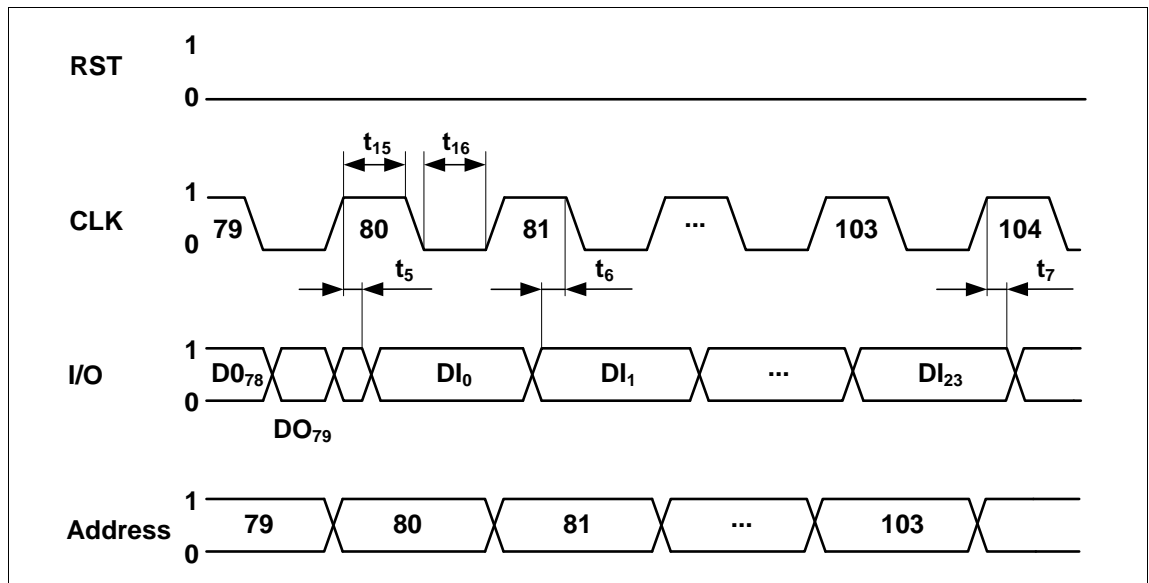 RST
1
0
t₁₅ t₁₆
CLK
1
0
79 80 81 ... 103 104
t₅ t₆ t₇
I/O
1
0
D0₇₈ DI₀ DI₁ ... DI₂₃
DO₇₉
Address
1
0
79 80 81 ... 103